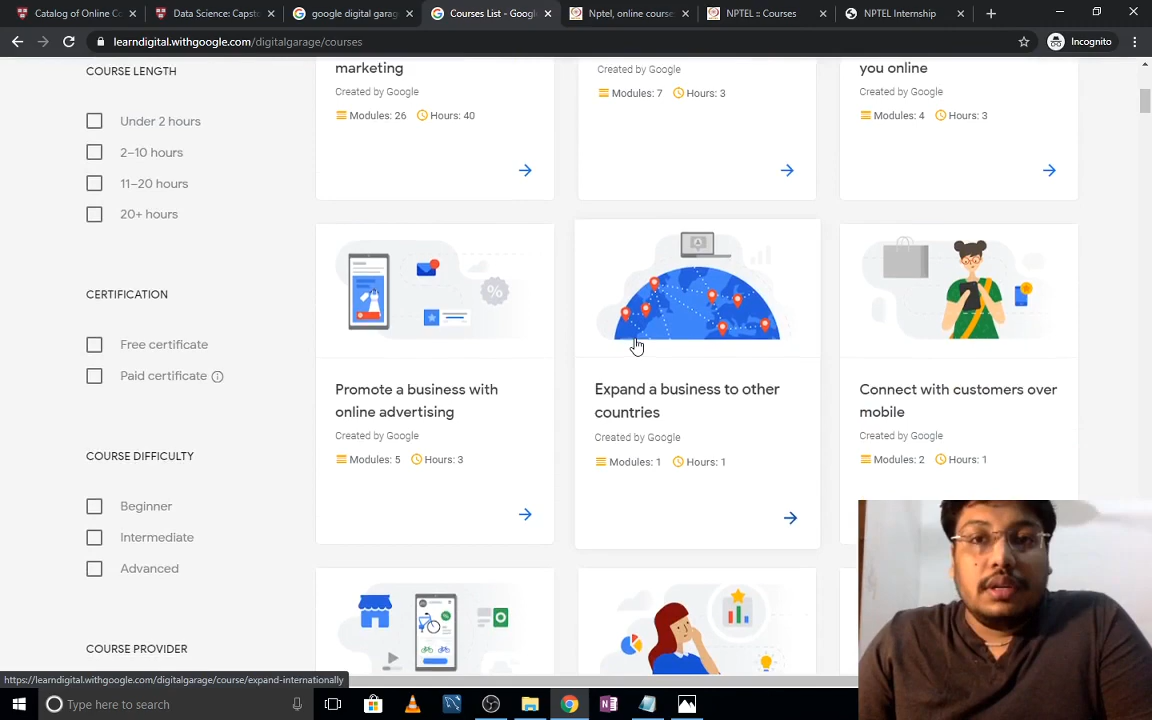 Catalog of Online Co
Data Science: Capst
google digital garag
Courses List - Googl
Nptel, online course
NPTEL :: Courses
NPTEL Internship
learndigital.withgoogle.com/digitalgarage/courses
Incognito
COURSE LENGTH
Under 2 hours
2–10 hours
11–20 hours
20+ hours
CERTIFICATION
Free certificate
Paid certificate
COURSE DIFFICULTY
Beginner
Intermediate
Advanced
COURSE PROVIDER
marketing
Created by Google
Modules: 26 Hours: 40
Created by Google
Modules: 7 Hours: 3
you online
Created by Google
Modules: 4 Hours: 3
Promote a business with
online advertising
Created by Google
Modules: 5 Hours: 3
Expand a business to other
countries
Created by Google
Modules: 1 Hours: 1
Connect with customers over
mobile
Created by Google
Modules: 2 Hours: 1
https://learndigital.withgoogle.com/digitalgarage/course/expand-internationally
Type here to search